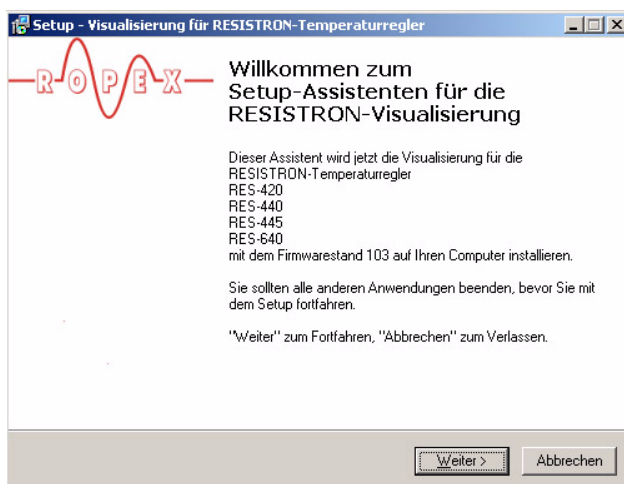 Setup - Visualisierung für RESISTRON-Temperaturregler
ROPEX
Willkommen zum
Setup-Assistenten für die
RESISTRON-Visualisierung
Dieser Assistent wird jetzt die Visualisierung für die
RESISTRON-Temperaturregler
RES-420
RES-440
RES-445
RES-640
mit dem Firmwarestand 103 auf Ihren Computer installieren.
Sie sollten alle anderen Anwendungen beenden, bevor Sie mit
dem Setup fortfahren.
"Weiter" zum Fortfahren, "Abbrechen" zum Verlassen.
Weiter > Abbrechen